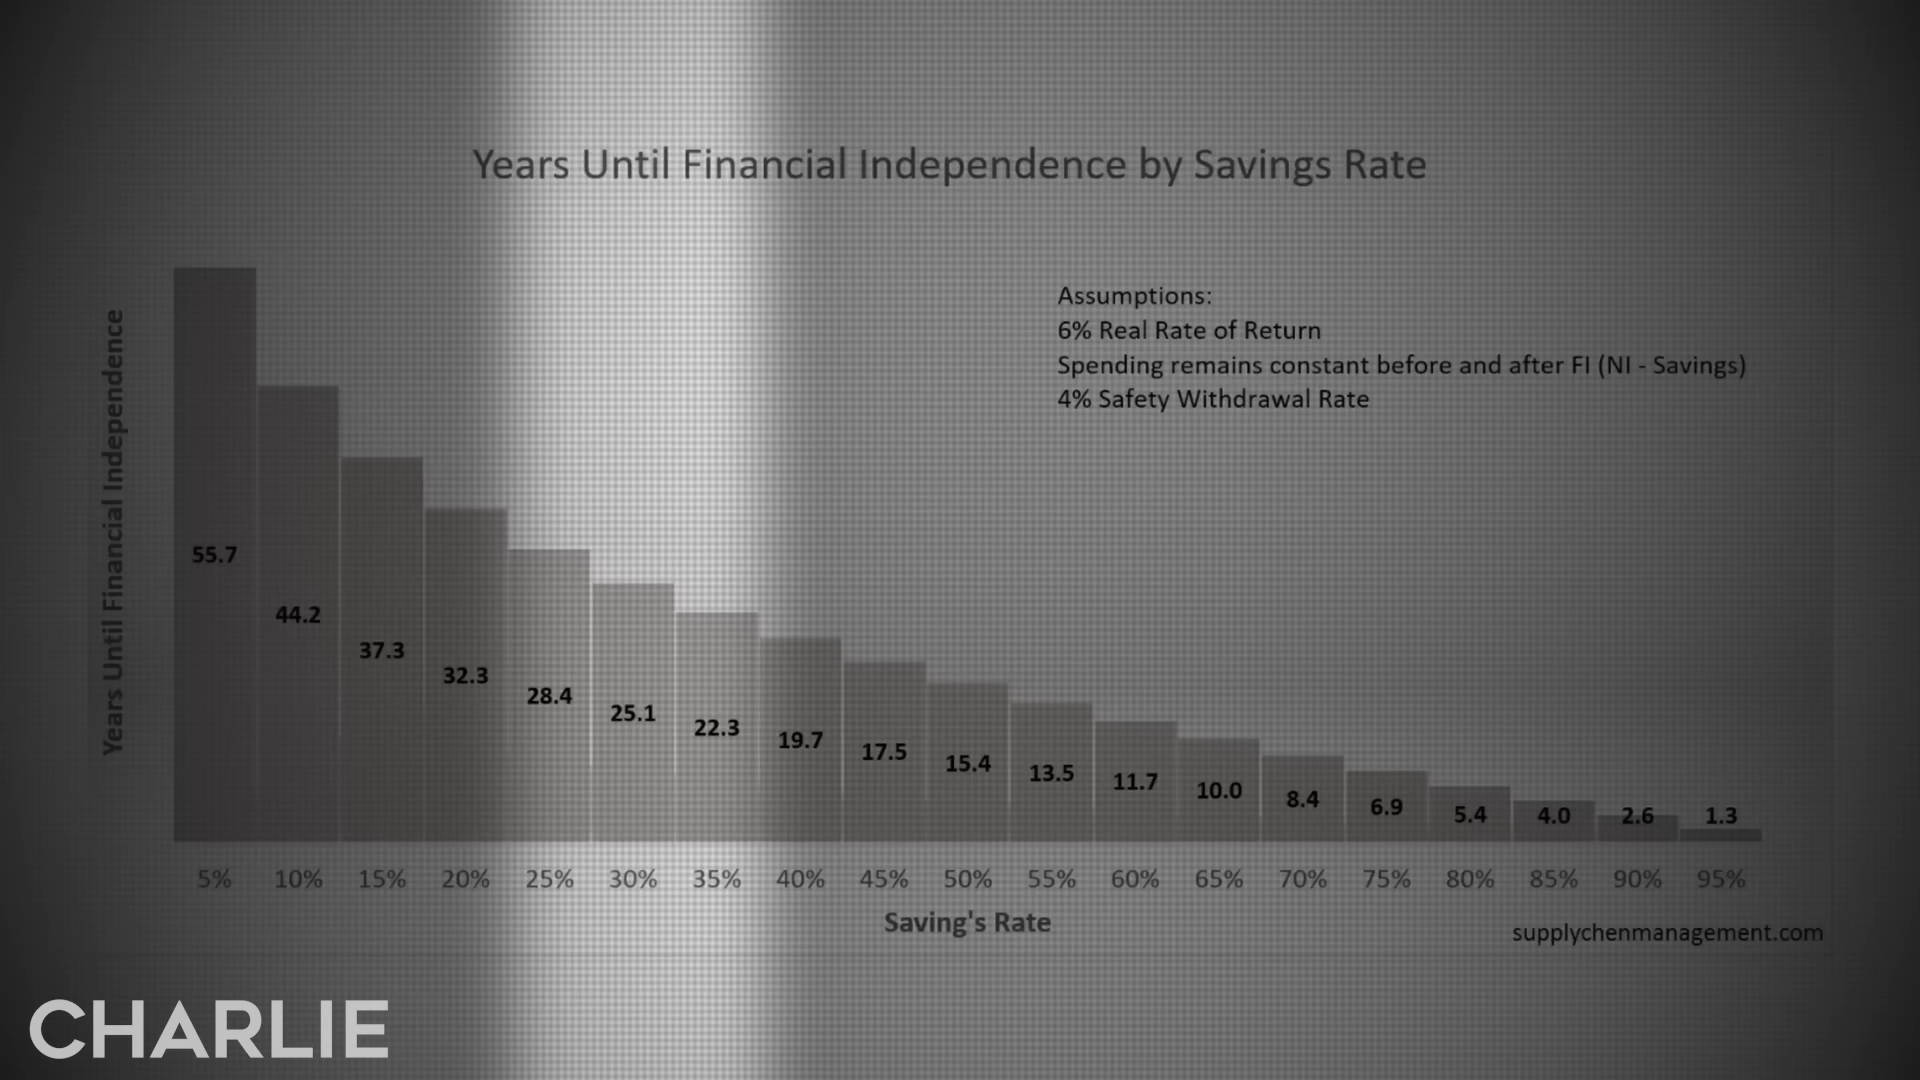 Years Until Financial Independence by Savings Rate
Assumptions:
6% Real Rate of Return
Spending remains constant before and after FI (NI - Savings)
4% Safety Withdrawal Rate
Years Until Financial Independence
55.7
44.2
37.3
32.3
28.4
25.1
22.3
19.7
17.5
15.4
13.5
11.7
10.0
8.4
6.9
5.4
4.0
2.6
1.3
5% 10% 15% 20% 25% 30% 35% 40% 45% 50% 55% 60% 65% 70% 75% 80% 85% 90% 95%
Saving's Rate
supplychenmanagement.com
CHARLIE